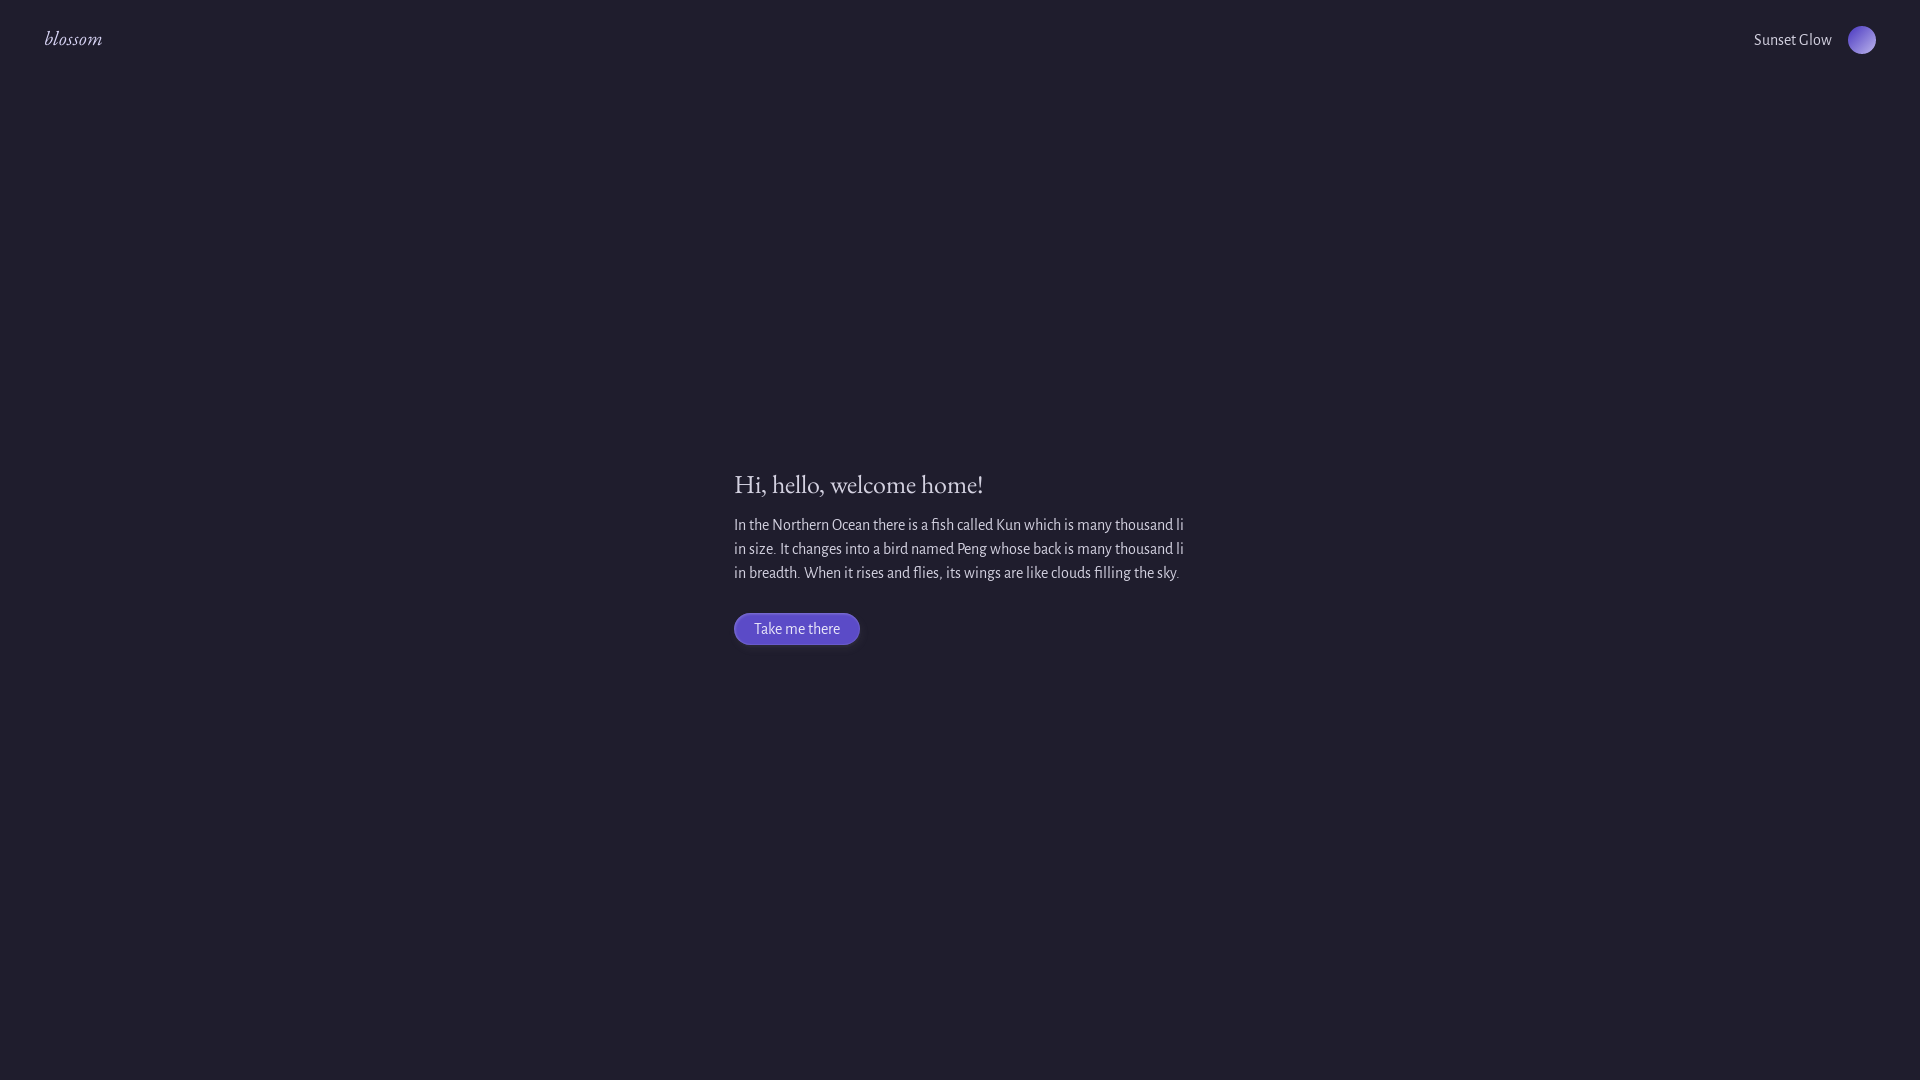 blossom
Sunset Glow
Hi, hello, welcome home!
In the Northern Ocean there is a fish called Kun which is many thousand li
in size. It changes into a bird named Peng whose back is many thousand li
in breadth. When it rises and flies, its wings are like clouds filling the sky.
Take me there